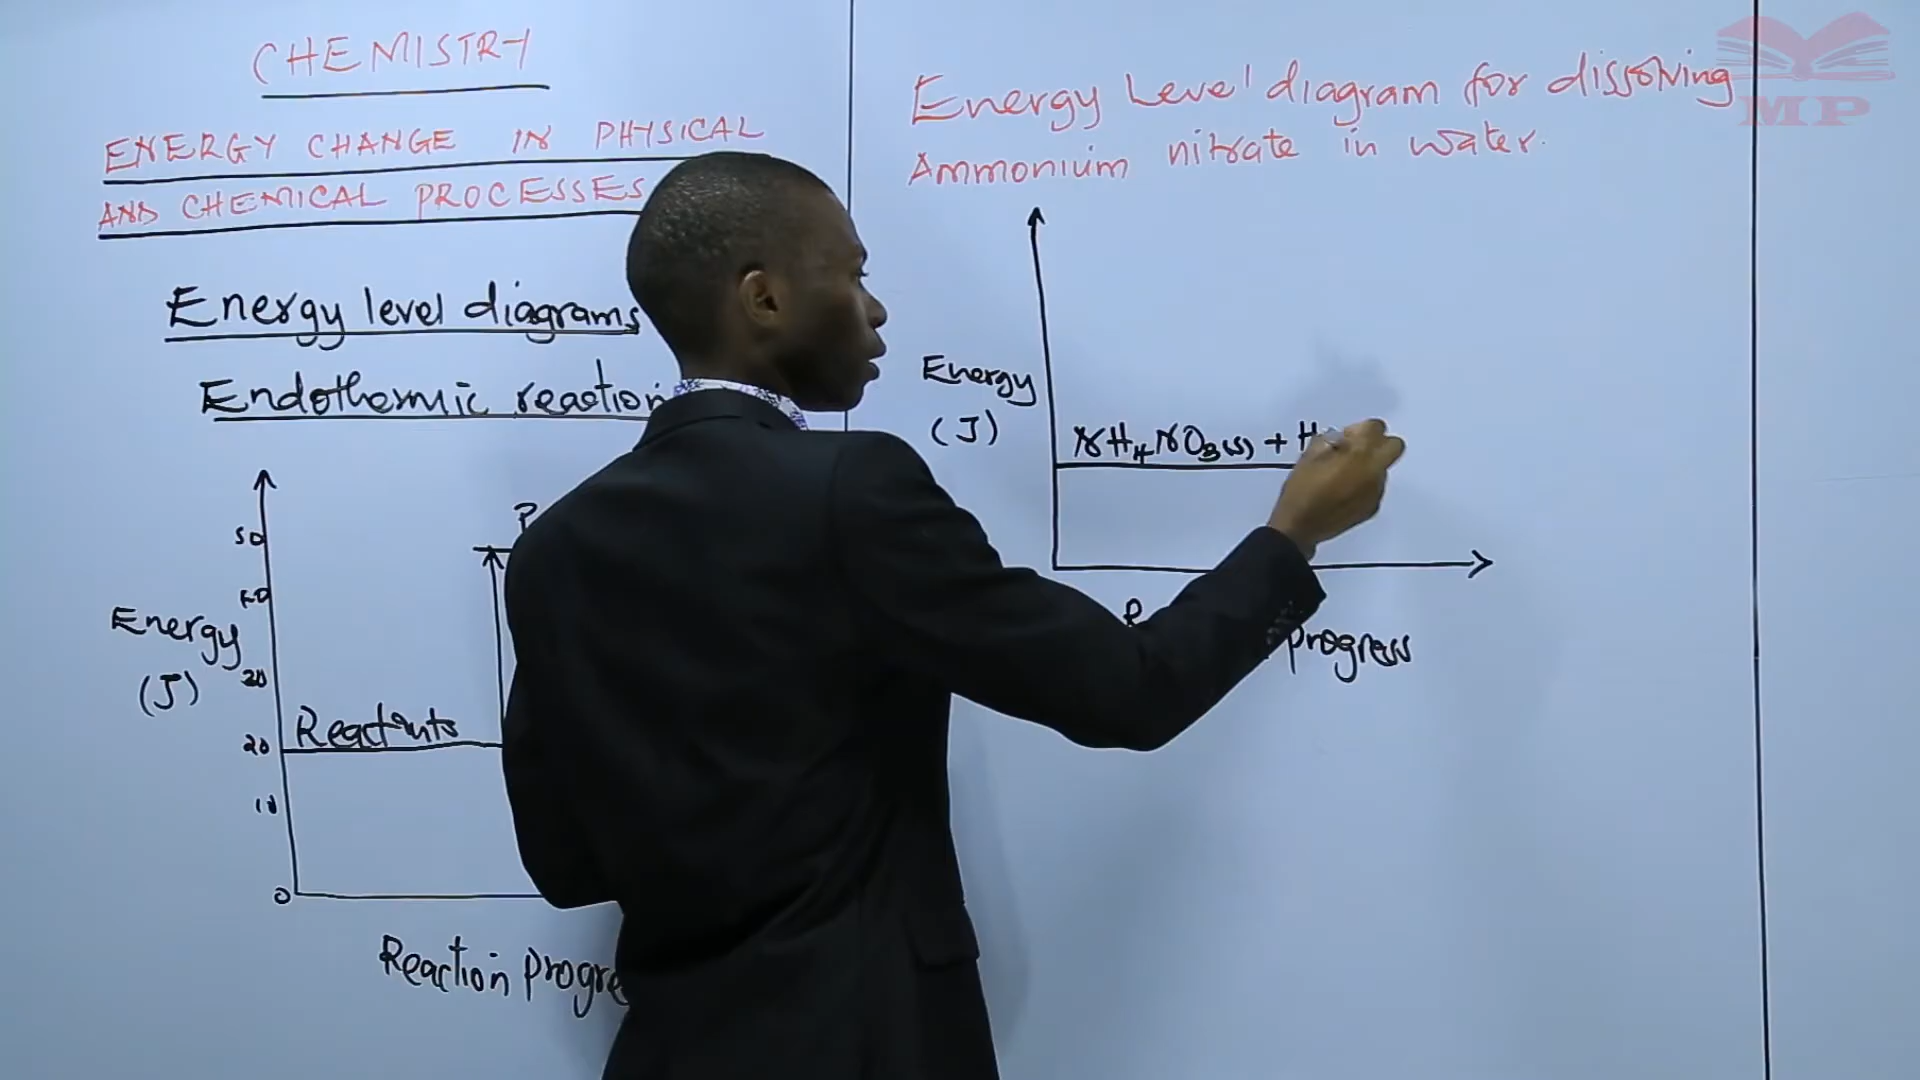 CHEMISTRY
ENERGY CHANGE IN PHYSICAL
AND CHEMICAL PROCESSES
Energy level diagrams
Endothermic reaction
50
40
Energy
(J)
20
Reactants
20
10
0
Reaction progre
Energy Level diagram for dissolving
Ammonium nitrate in water.
Energy
(J)
NH4NO3(s) + H
progress
MP